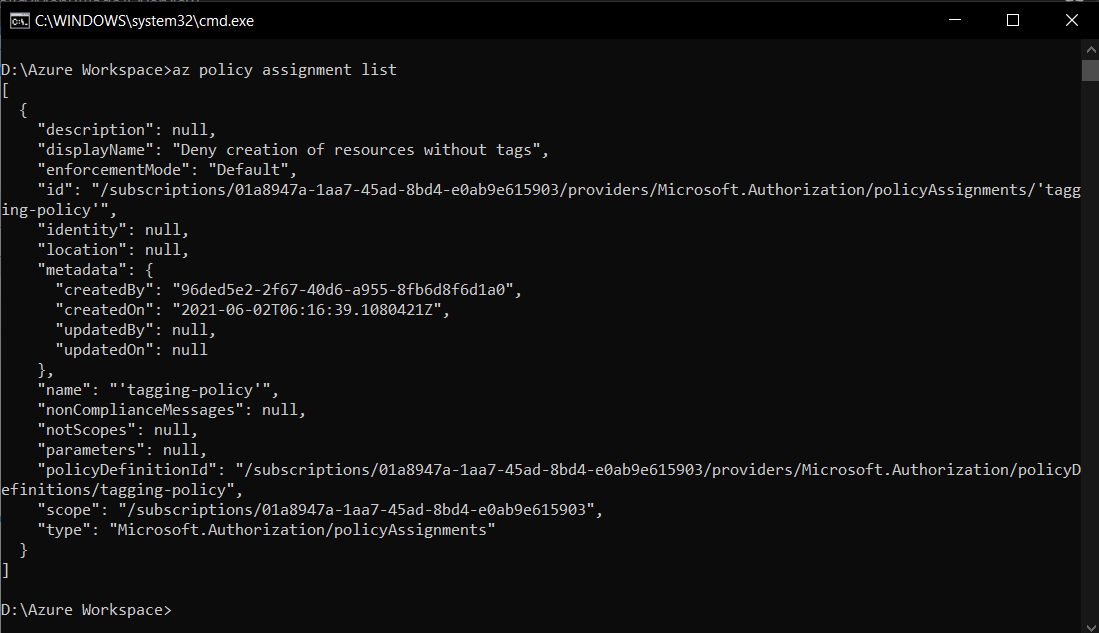 C:\WINDOWS\system32\cmd.exe
D:\Azure Workspace>az policy assignment list
[
  {
    "description": null,
    "displayName": "Deny creation of resources without tags",
    "enforcementMode": "Default",
    "id": "/subscriptions/01a8947a-1aa7-45ad-8bd4-e0ab9e615903/providers/Microsoft.Authorization/policyAssignments/'tagg
ing-policy'",
    "identity": null,
    "location": null,
    "metadata": {
      "createdBy": "96ded5e2-2f67-40d6-a955-8fb6d8f6d1a0",
      "createdOn": "2021-06-02T06:16:39.1080421Z",
      "updatedBy": null,
      "updatedOn": null
    },
    "name": "'tagging-policy'",
    "nonComplianceMessages": null,
    "notScopes": null,
    "parameters": null,
    "policyDefinitionId": "/subscriptions/01a8947a-1aa7-45ad-8bd4-e0ab9e615903/providers/Microsoft.Authorization/policyD
efinitions/tagging-policy",
    "scope": "/subscriptions/01a8947a-1aa7-45ad-8bd4-e0ab9e615903",
    "type": "Microsoft.Authorization/policyAssignments"
  }
]
D:\Azure Workspace>